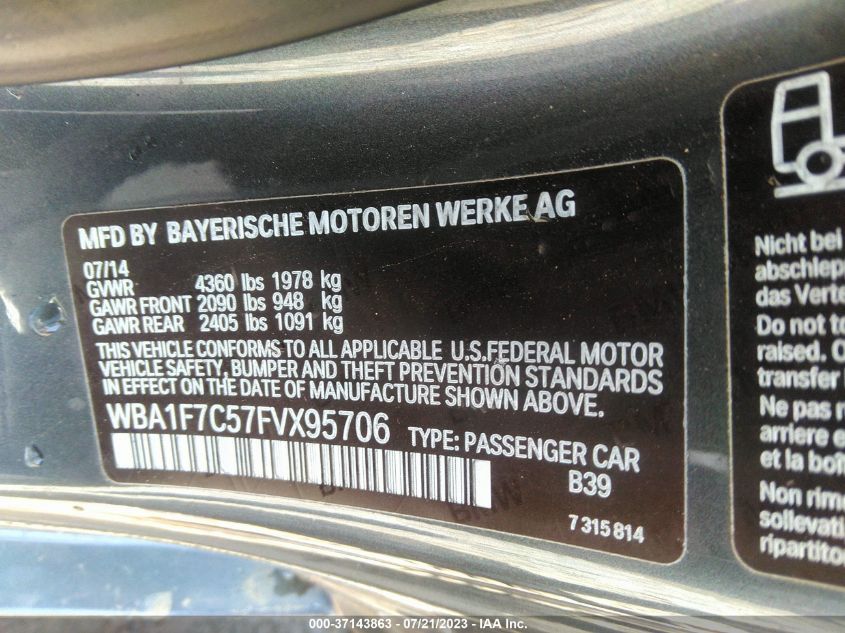 MFD BY BAYERISCHE MOTOREN WERKE AG
07/14
GVWR 4360 lbs 1978 kg
GAWR FRONT 2090 lbs 948 kg
GAWR REAR 2405 lbs 1091 kg
THIS VEHICLE CONFORMS TO ALL APPLICABLE U.S.FEDERAL MOTOR
VEHICLE SAFETY, BUMPER AND THEFT PREVENTION STANDARDS
IN EFFECT ON THE DATE OF MANUFACTURE SHOWN ABOVE.
WBA1F7C57FVX95706 TYPE: PASSENGER CAR
B39
7 315 814
Nicht bei
abschlepp
das Verte
Do not to
raised. O
transfer
Ne pas
arriere e
et la boî
Non rim
sollevati
ripartito
000-37143863 - 07/21/2023 - IAA Inc.